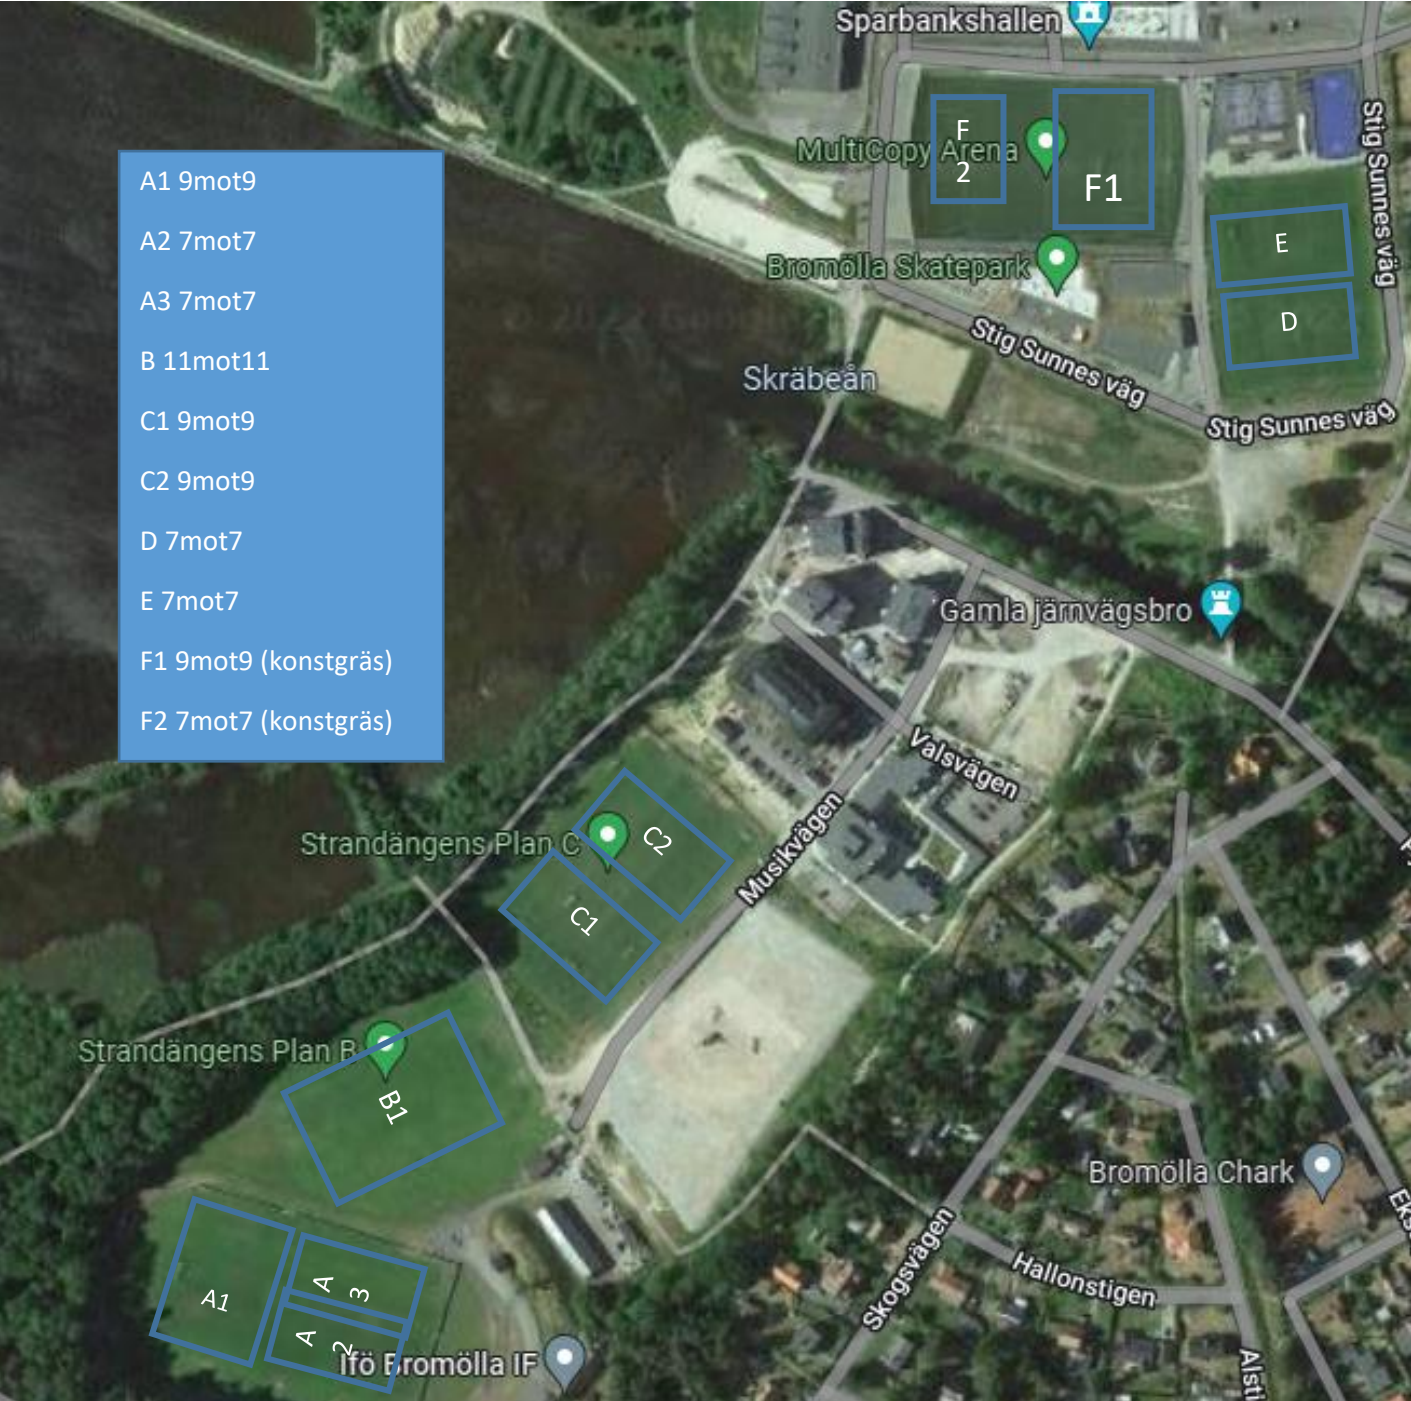 Sparbankshallen
Stig Sunnes väg
F
2
MultiCopy Arena
F1
A1 9mot9
A2 7mot7
A3 7mot7
B 11mot11
C1 9mot9
C2 9mot9
D 7mot7
E 7mot7
F1 9mot9 (konstgräs)
F2 7mot7 (konstgräs)
E
Bromölla Skatepark
D
Stig Sunnes väg
Skräbeån
Stig Sunnes väg
Gamla järnvägsbro
Valsvägen
Musikvägen
Strandängens Plan C
C2
C1
Strandängens Plan B
B1
Bromölla Chark
Skogsvägen
Hallonstigen
A1
A
3
A
2
Ifö Bromölla IF